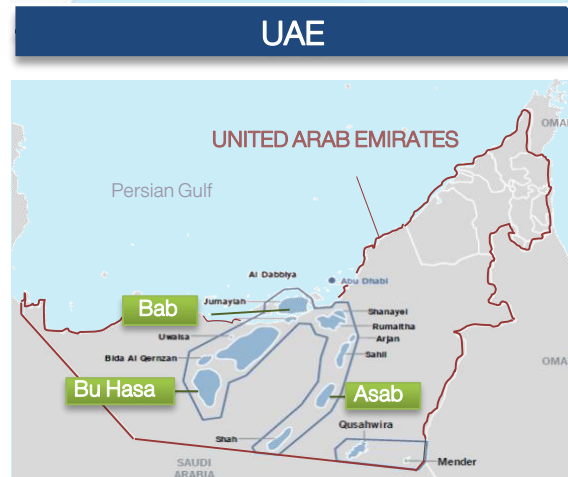 UAE
OMA
UNITED ARAB EMIRATES
Persian Gulf
Al Dabbiya
Abu Dhabi
Jumaylah
Bab
Shanayel
Rumaitha
Uwaisa
Arjan
Sahil
Bida Al Qemzan
OMA
Bu Hasa
Asab
Qusahwira
Shah
Mender
SAUDI
ARABIA